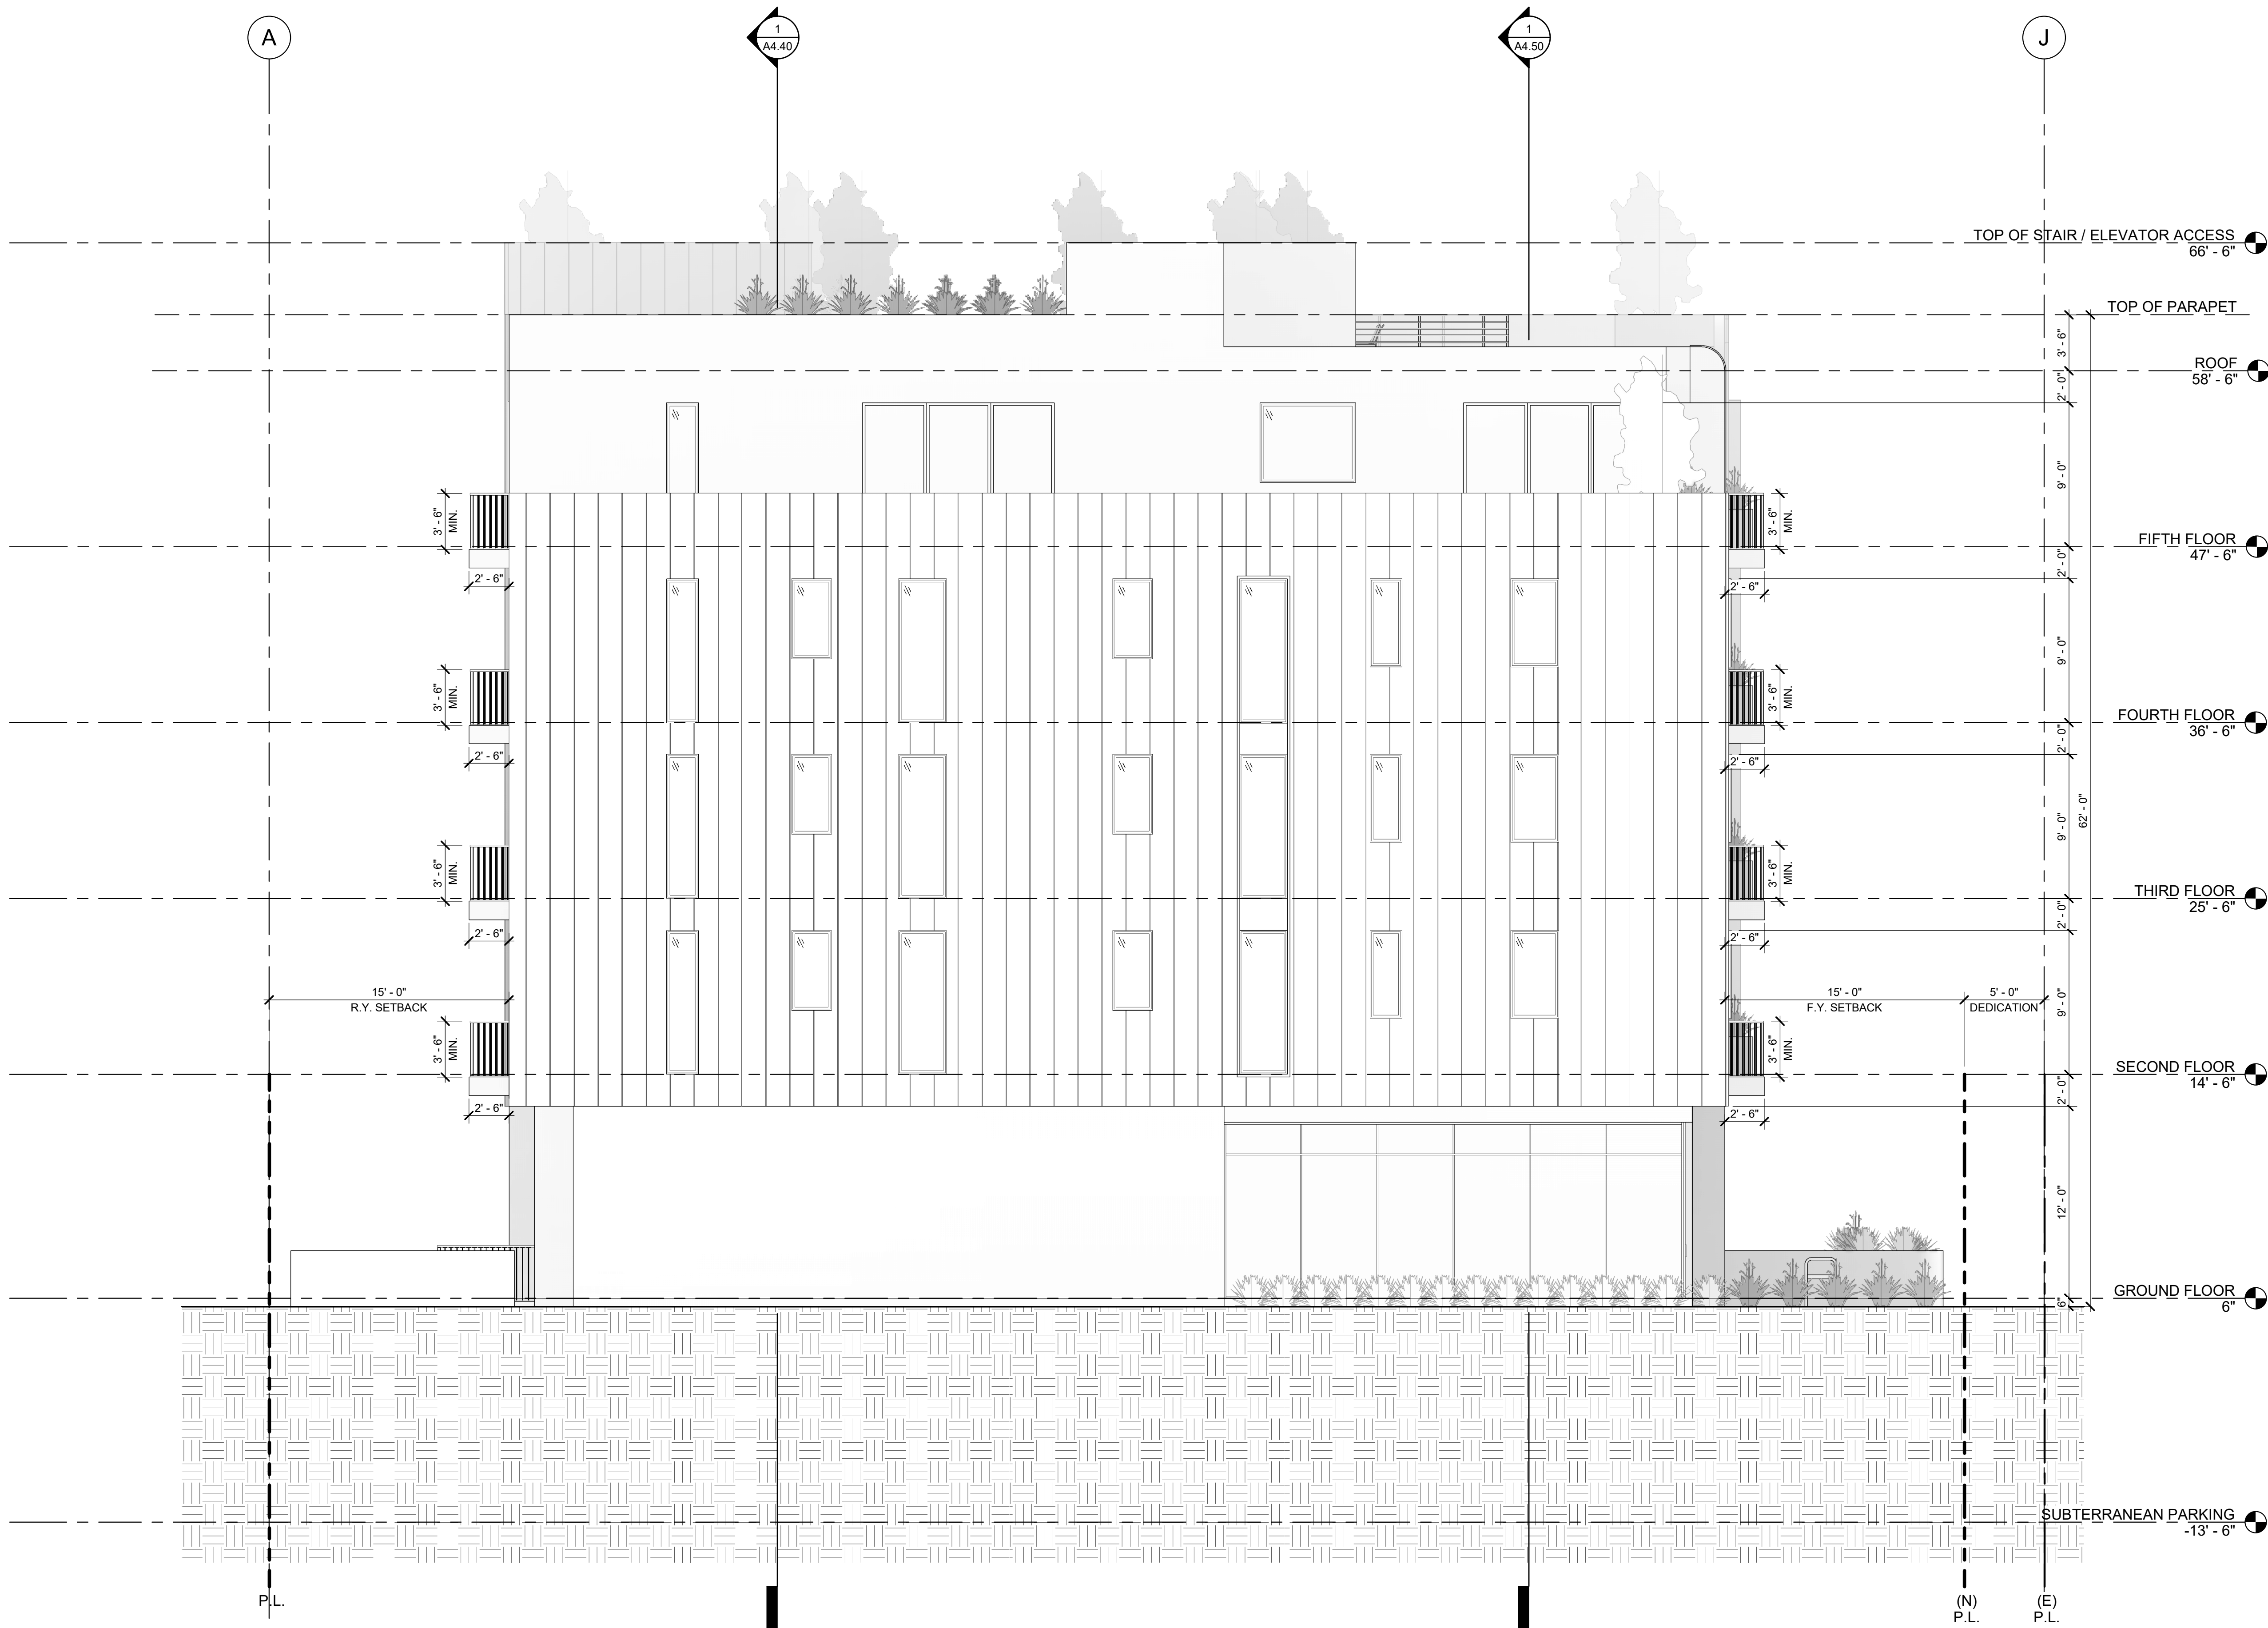 A
1
A4.40
1
A4.50
J
TOP OF STAIR / ELEVATOR ACCESS
66' - 6"
TOP OF PARAPET
3' - 6"
ROOF
58' - 6"
2' - 0"
9' - 0"
3' - 6"
MIN.
3' - 6"
MIN.
FIFTH FLOOR
47' - 6"
2' - 0"
2' - 6"
2' - 6"
9' - 0"
3' - 6"
MIN.
3' - 6"
MIN.
FOURTH FLOOR
36' - 6"
2' - 0"
2' - 6"
2' - 6"
62' - 0"
9' - 0"
3' - 6"
MIN.
3' - 6"
MIN.
THIRD FLOOR
25' - 6"
2' - 0"
2' - 6"
2' - 6"
15' - 0"
R.Y. SETBACK
15' - 0"
F.Y. SETBACK
5' - 0"
DEDICATION
9' - 0"
3' - 6"
MIN.
3' - 6"
MIN.
SECOND FLOOR
14' - 6"
2' - 0"
2' - 6"
2' - 6"
12' - 0"
GROUND FLOOR
6"
6"
SUBTERRANEAN PARKING
-13' - 6"
P.L.
(N)
P.L.
(E)
P.L.